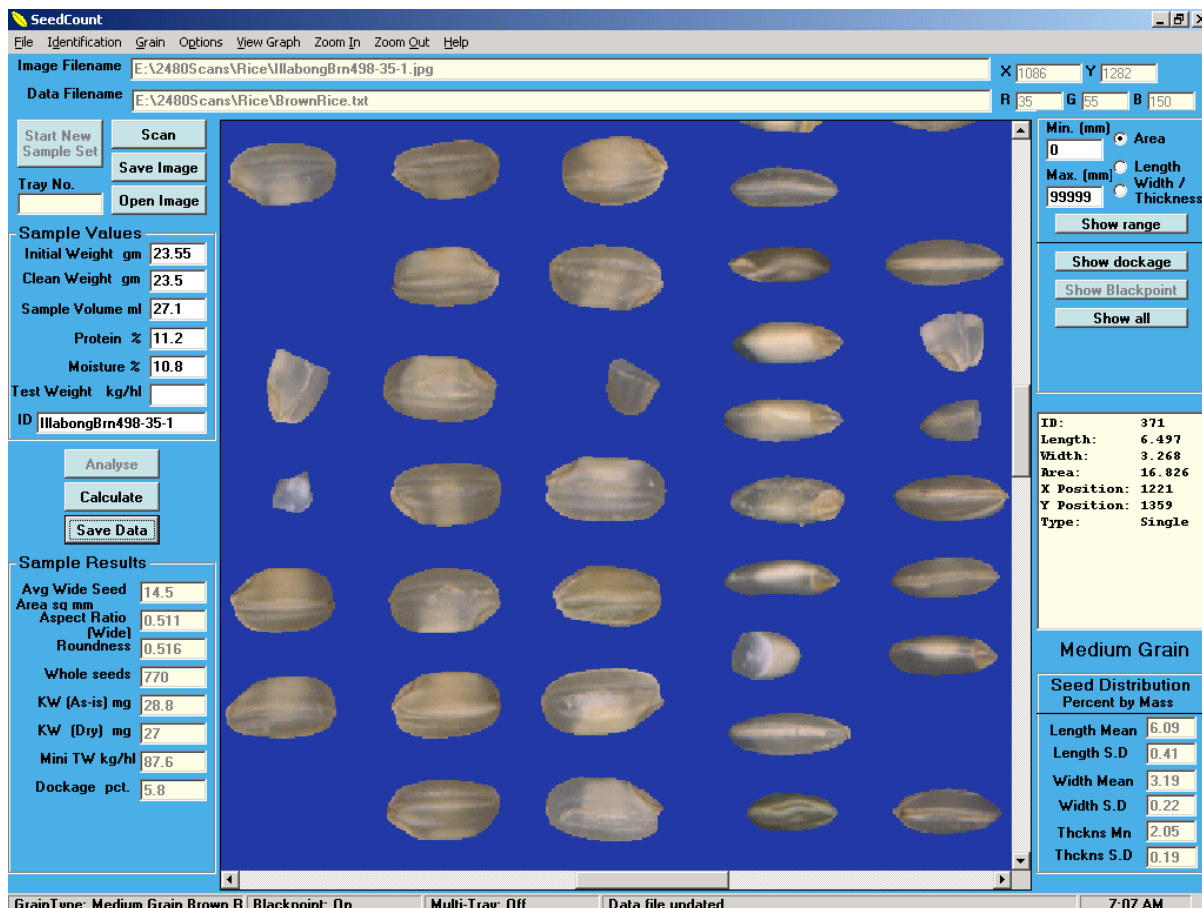 SeedCount
File Identification Grain Options View Graph Zoom In Zoom Out Help
Image Filename E:\2480Scans\Rice\IllabongBrn498-35-1.jpg
X 1086 Y 1282
Data Filename E:\2480Scans\Rice\BrownRice.txt
R 35 G 55 B 150
Start New Sample Set
Scan
Save Image
Tray No.
Open Image
Sample Values
Initial Weight gm 23.55
Clean Weight gm 23.5
Sample Volume ml 27.1
Protein % 11.2
Moisture % 10.8
Test Weight kg/hl
ID IllabongBrn498-35-1
Analyse
Calculate
Save Data
Sample Results
Avg Wide Seed Area sq mm 14.5
Aspect Ratio (Wide) 0.511
Roundness 0.516
Whole seeds 770
KW (As-is) mg 28.8
KW (Dry) mg 27
Mini TW kg/hl 87.6
Dockage pct. 5.8
Min. (mm)
0
Max. (mm)
99999
Area
Length
Width / Thickness
Show range
Show dockage
Show Blackpoint
Show all
ID: 371
Length: 6.497
Width: 3.268
Area: 16.826
X Position: 1221
Y Position: 1359
Type: Single
Medium Grain
Seed Distribution
Percent by Mass
Length Mean 6.09
Length S.D 0.41
Width Mean 3.19
Width S.D 0.22
Thckns Mn 2.05
Thckns S.D 0.19
GrainType: Medium Grain Brown R Blackpoint: On Multi-Tray: Off Data file updated 7:07 AM